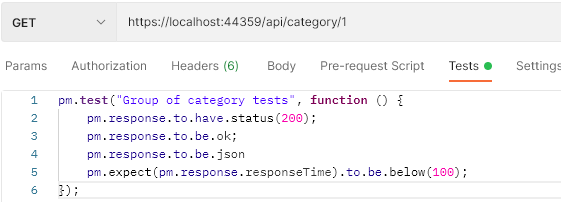 GET https://localhost:44359/api/category/1
Params Authorization Headers (6) Body Pre-request Script Tests Settings
1 pm.test("Group of category tests", function () {
2 pm.response.to.have.status(200);
3 pm.response.to.be.ok;
4 pm.response.to.be.json
5 pm.expect(pm.response.responseTime).to.be.below(100);
6 });